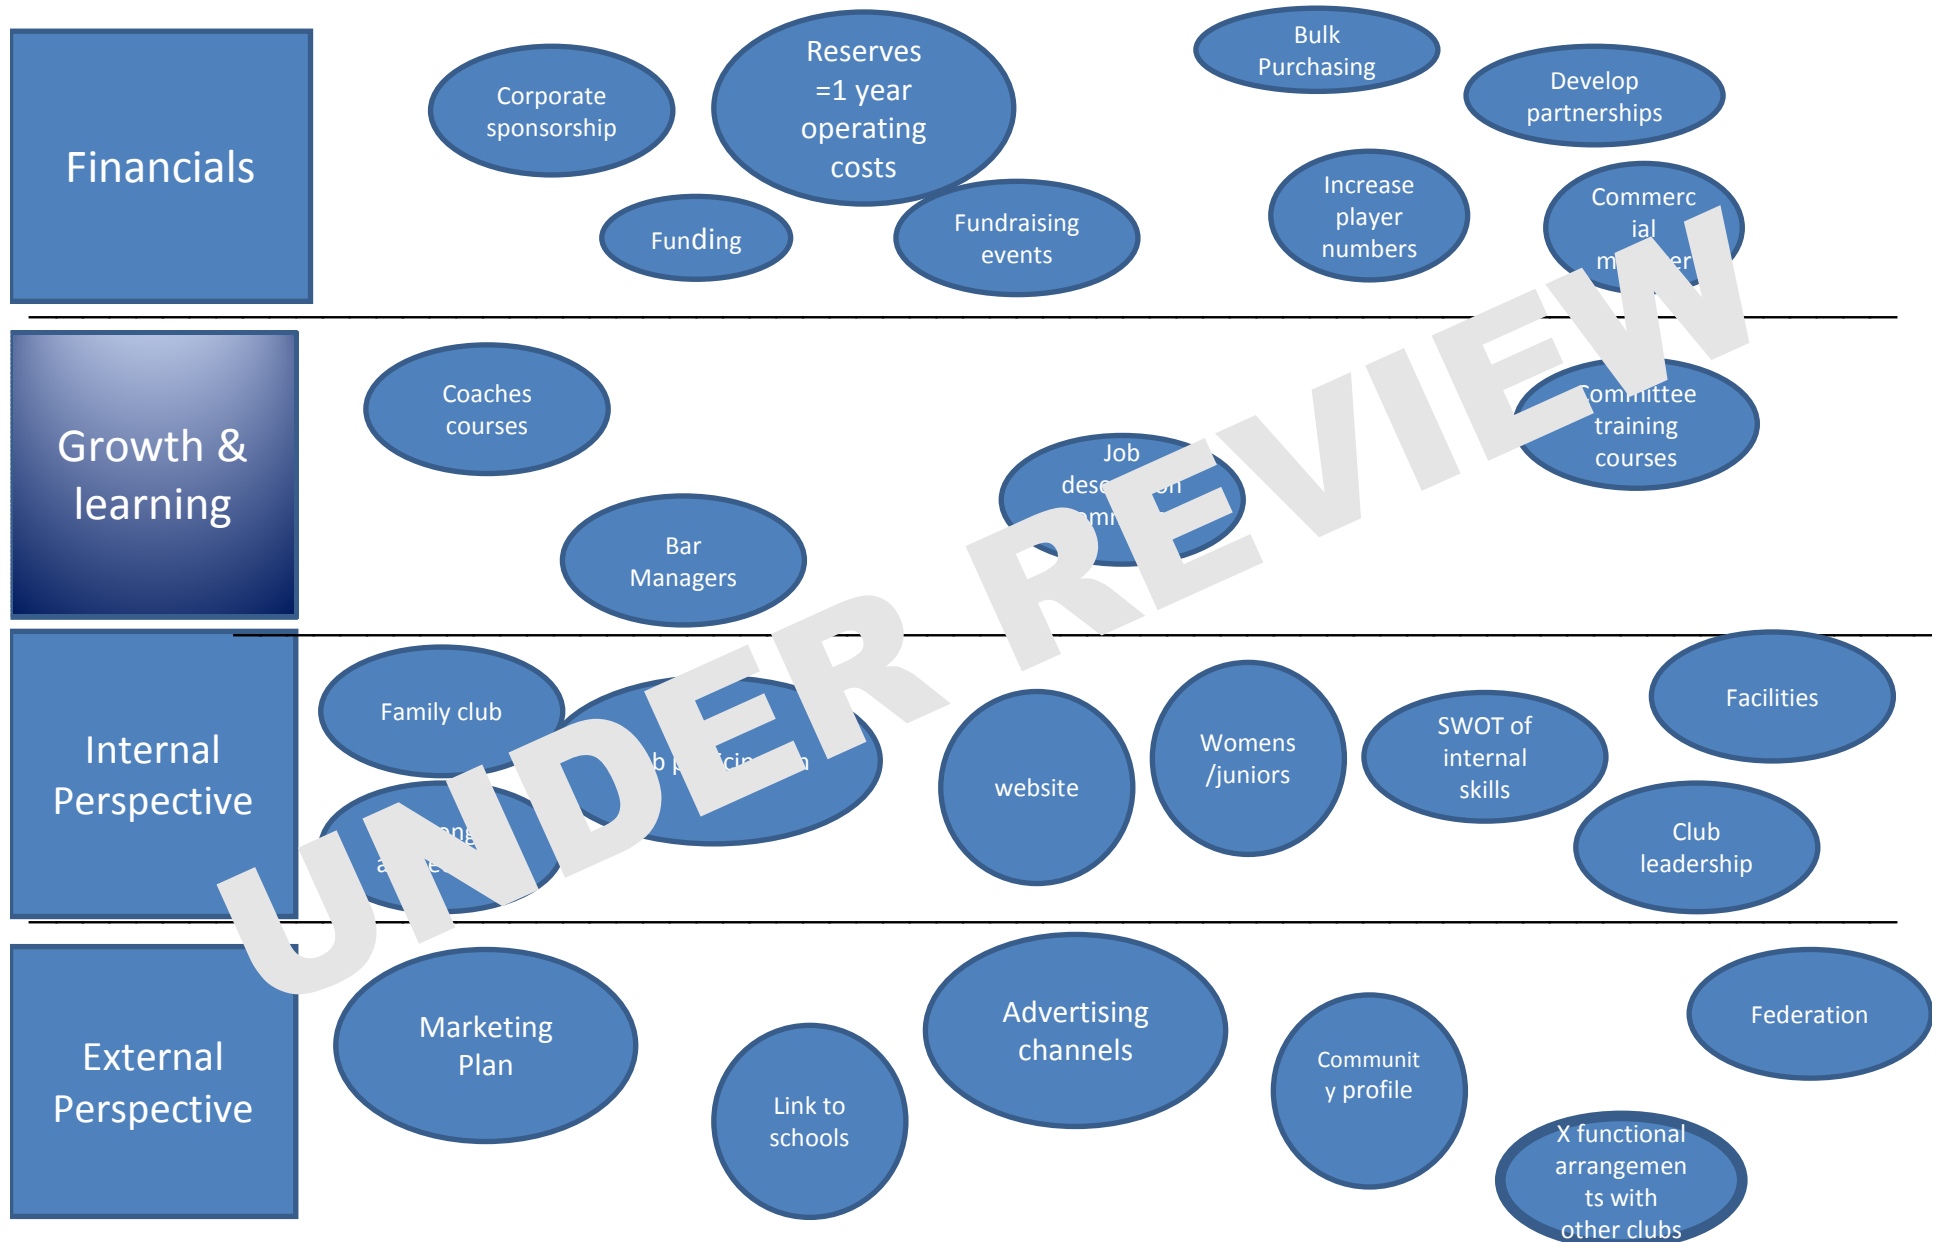 Financials
Corporate
sponsorship
Reserves
=1 year
operating
costs
Funding
Fundraising
events
Bulk
Purchasing
Develop
partnerships
Increase
player
numbers
Commerc
ial
Growth &
learning
Coaches
courses
Bar
Managers
Job
Committee
training
courses
Internal
Perspective
Family club
website
Womens
/juniors
SWOT of
internal
skills
Facilities
Club
leadership
External
Perspective
Marketing
Plan
Link to
schools
Advertising
channels
Communit
y profile
Federation
X functional
arrangemen
ts with
other clubs
UNDER REVIEW